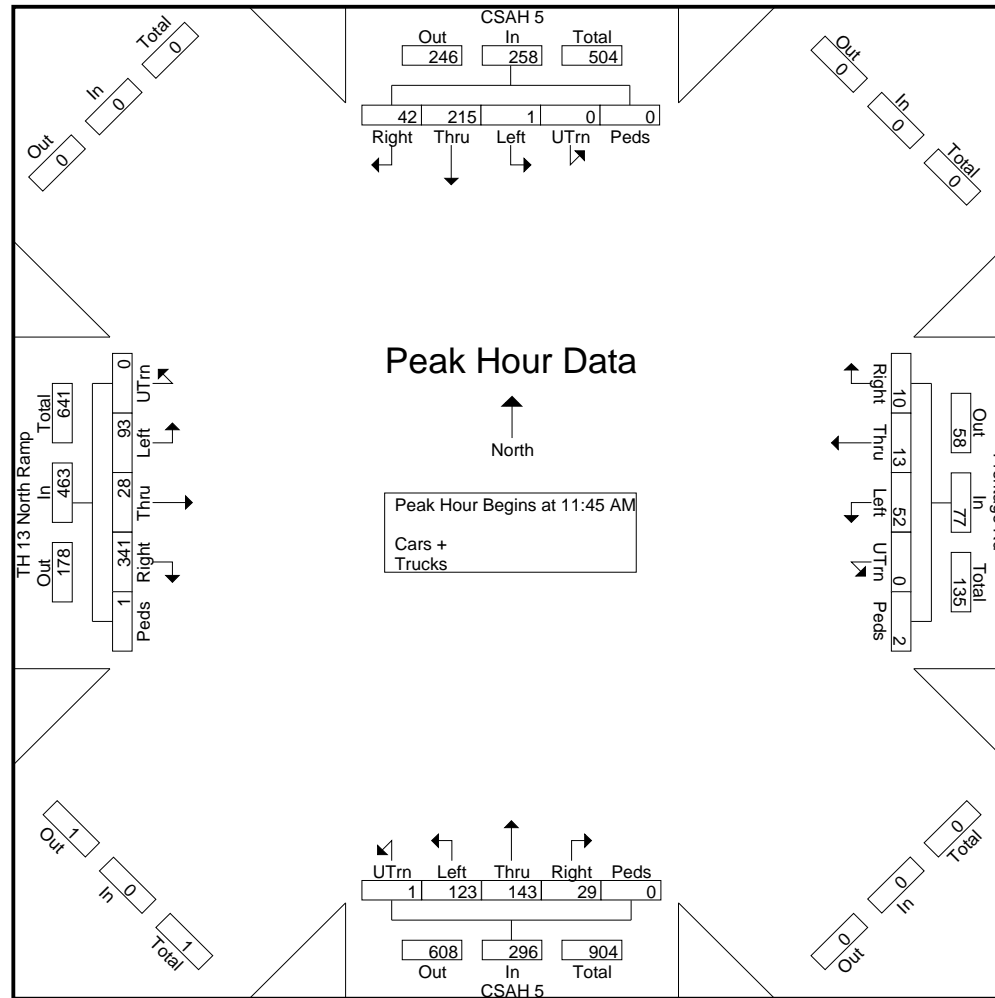 CSAH 5
Out In Total
246 258 504
42 215 1 0 0
Right Thru Left UTrn Peds
Total
0
In
0
Out
0
Out
0
In
0
Total
0
Peak Hour Data
North
Peak Hour Begins at 11:45 AM
Cars +
Trucks
TH 13 North Ramp
Total In Out
641 463 178
0 93 28 341 1
UTrn Left Thru Right Peds
Out In Total
58 77 135
10 13 52 0 2
Right Thru Left UTrn Peds
Out
1
In
0
Total
1
Total
0
In
0
Out
0
UTrn Left Thru Right Peds
1 123 143 29 0
608 296 904
Out In Total
CSAH 5